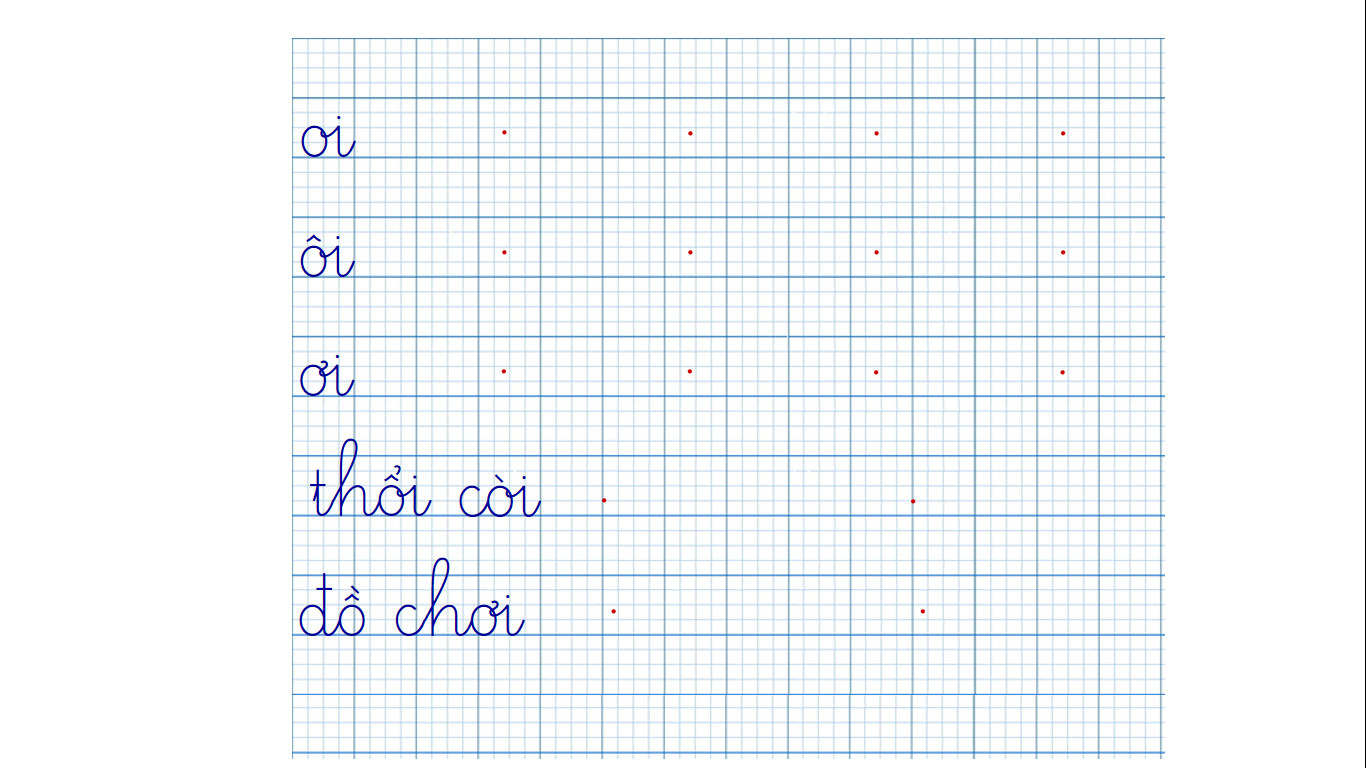 oi
ôi
ơi
thổi còi
đồ chơi